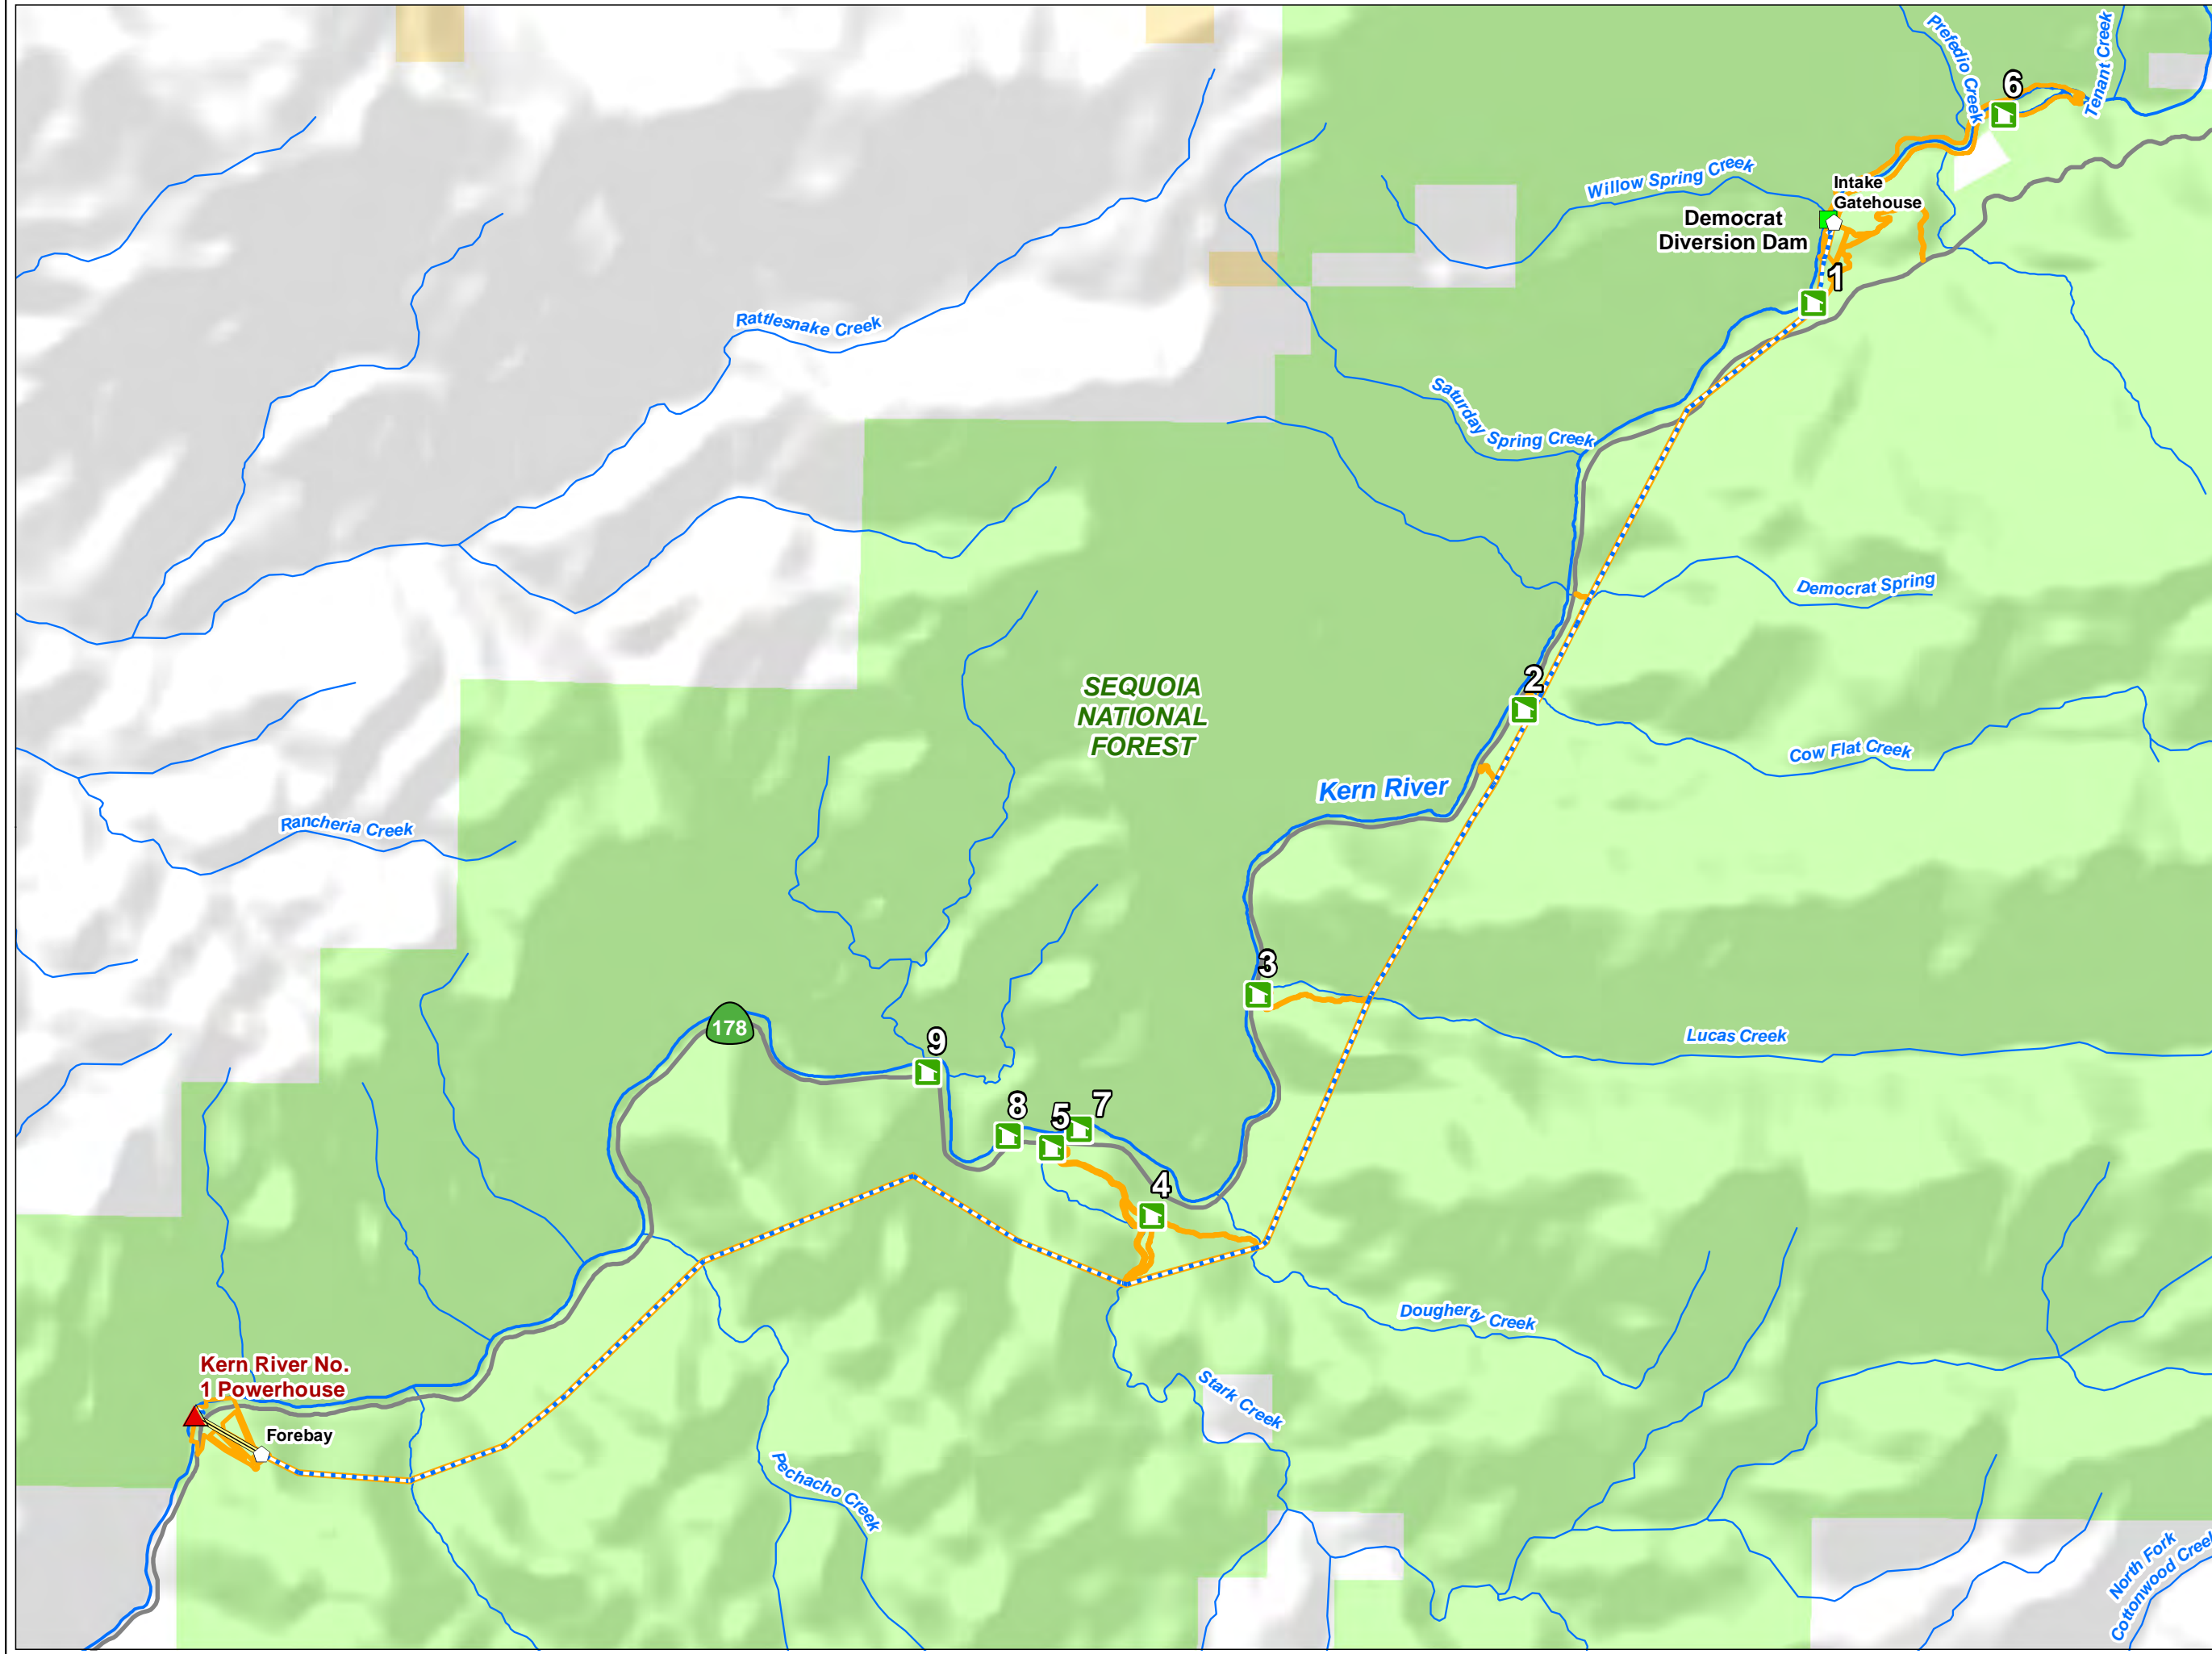 Prefedio Creek
Tenant Creek
6
Willow Spring Creek
Intake
Gatehouse
Democrat
Diversion Dam
1
Rattlesnake Creek
Saturday Spring Creek
Democrat Spring
SEQUOIA
NATIONAL
FOREST
2
Cow Flat Creek
Kern River
Rancheria Creek
3
178
Lucas Creek
9
8
5
7
4
Dougherty Creek
Kern River No.
1 Powerhouse
Stark Creek
Forebay
Pechacho Creek
North Fork
Cottonwood Creek